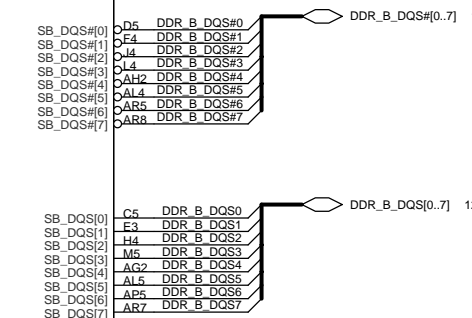 SB_DQS#[0] D5 DDR_B_DQS#0 DDR_B_DQS#[0..7]
SB_DQS#[1] F4 DDR_B_DQS#1
SB_DQS#[2] J4 DDR_B_DQS#2
SB_DQS#[3] L4 DDR_B_DQS#3
SB_DQS#[4] AH2 DDR_B_DQS#4
SB_DQS#[5] AL4 DDR_B_DQS#5
SB_DQS#[6] AR5 DDR_B_DQS#6
SB_DQS#[7] AR8 DDR_B_DQS#7
SB_DQS[0] C5 DDR_B_DQS0 DDR_B_DQS[0..7]
SB_DQS[1] E3 DDR_B_DQS1
SB_DQS[2] H4 DDR_B_DQS2
SB_DQS[3] M5 DDR_B_DQS3
SB_DQS[4] AG2 DDR_B_DQS4
SB_DQS[5] AL5 DDR_B_DQS5
SB_DQS[6] AP5 DDR_B_DQS6
SB_DQS[7] AR7 DDR_B_DQS7